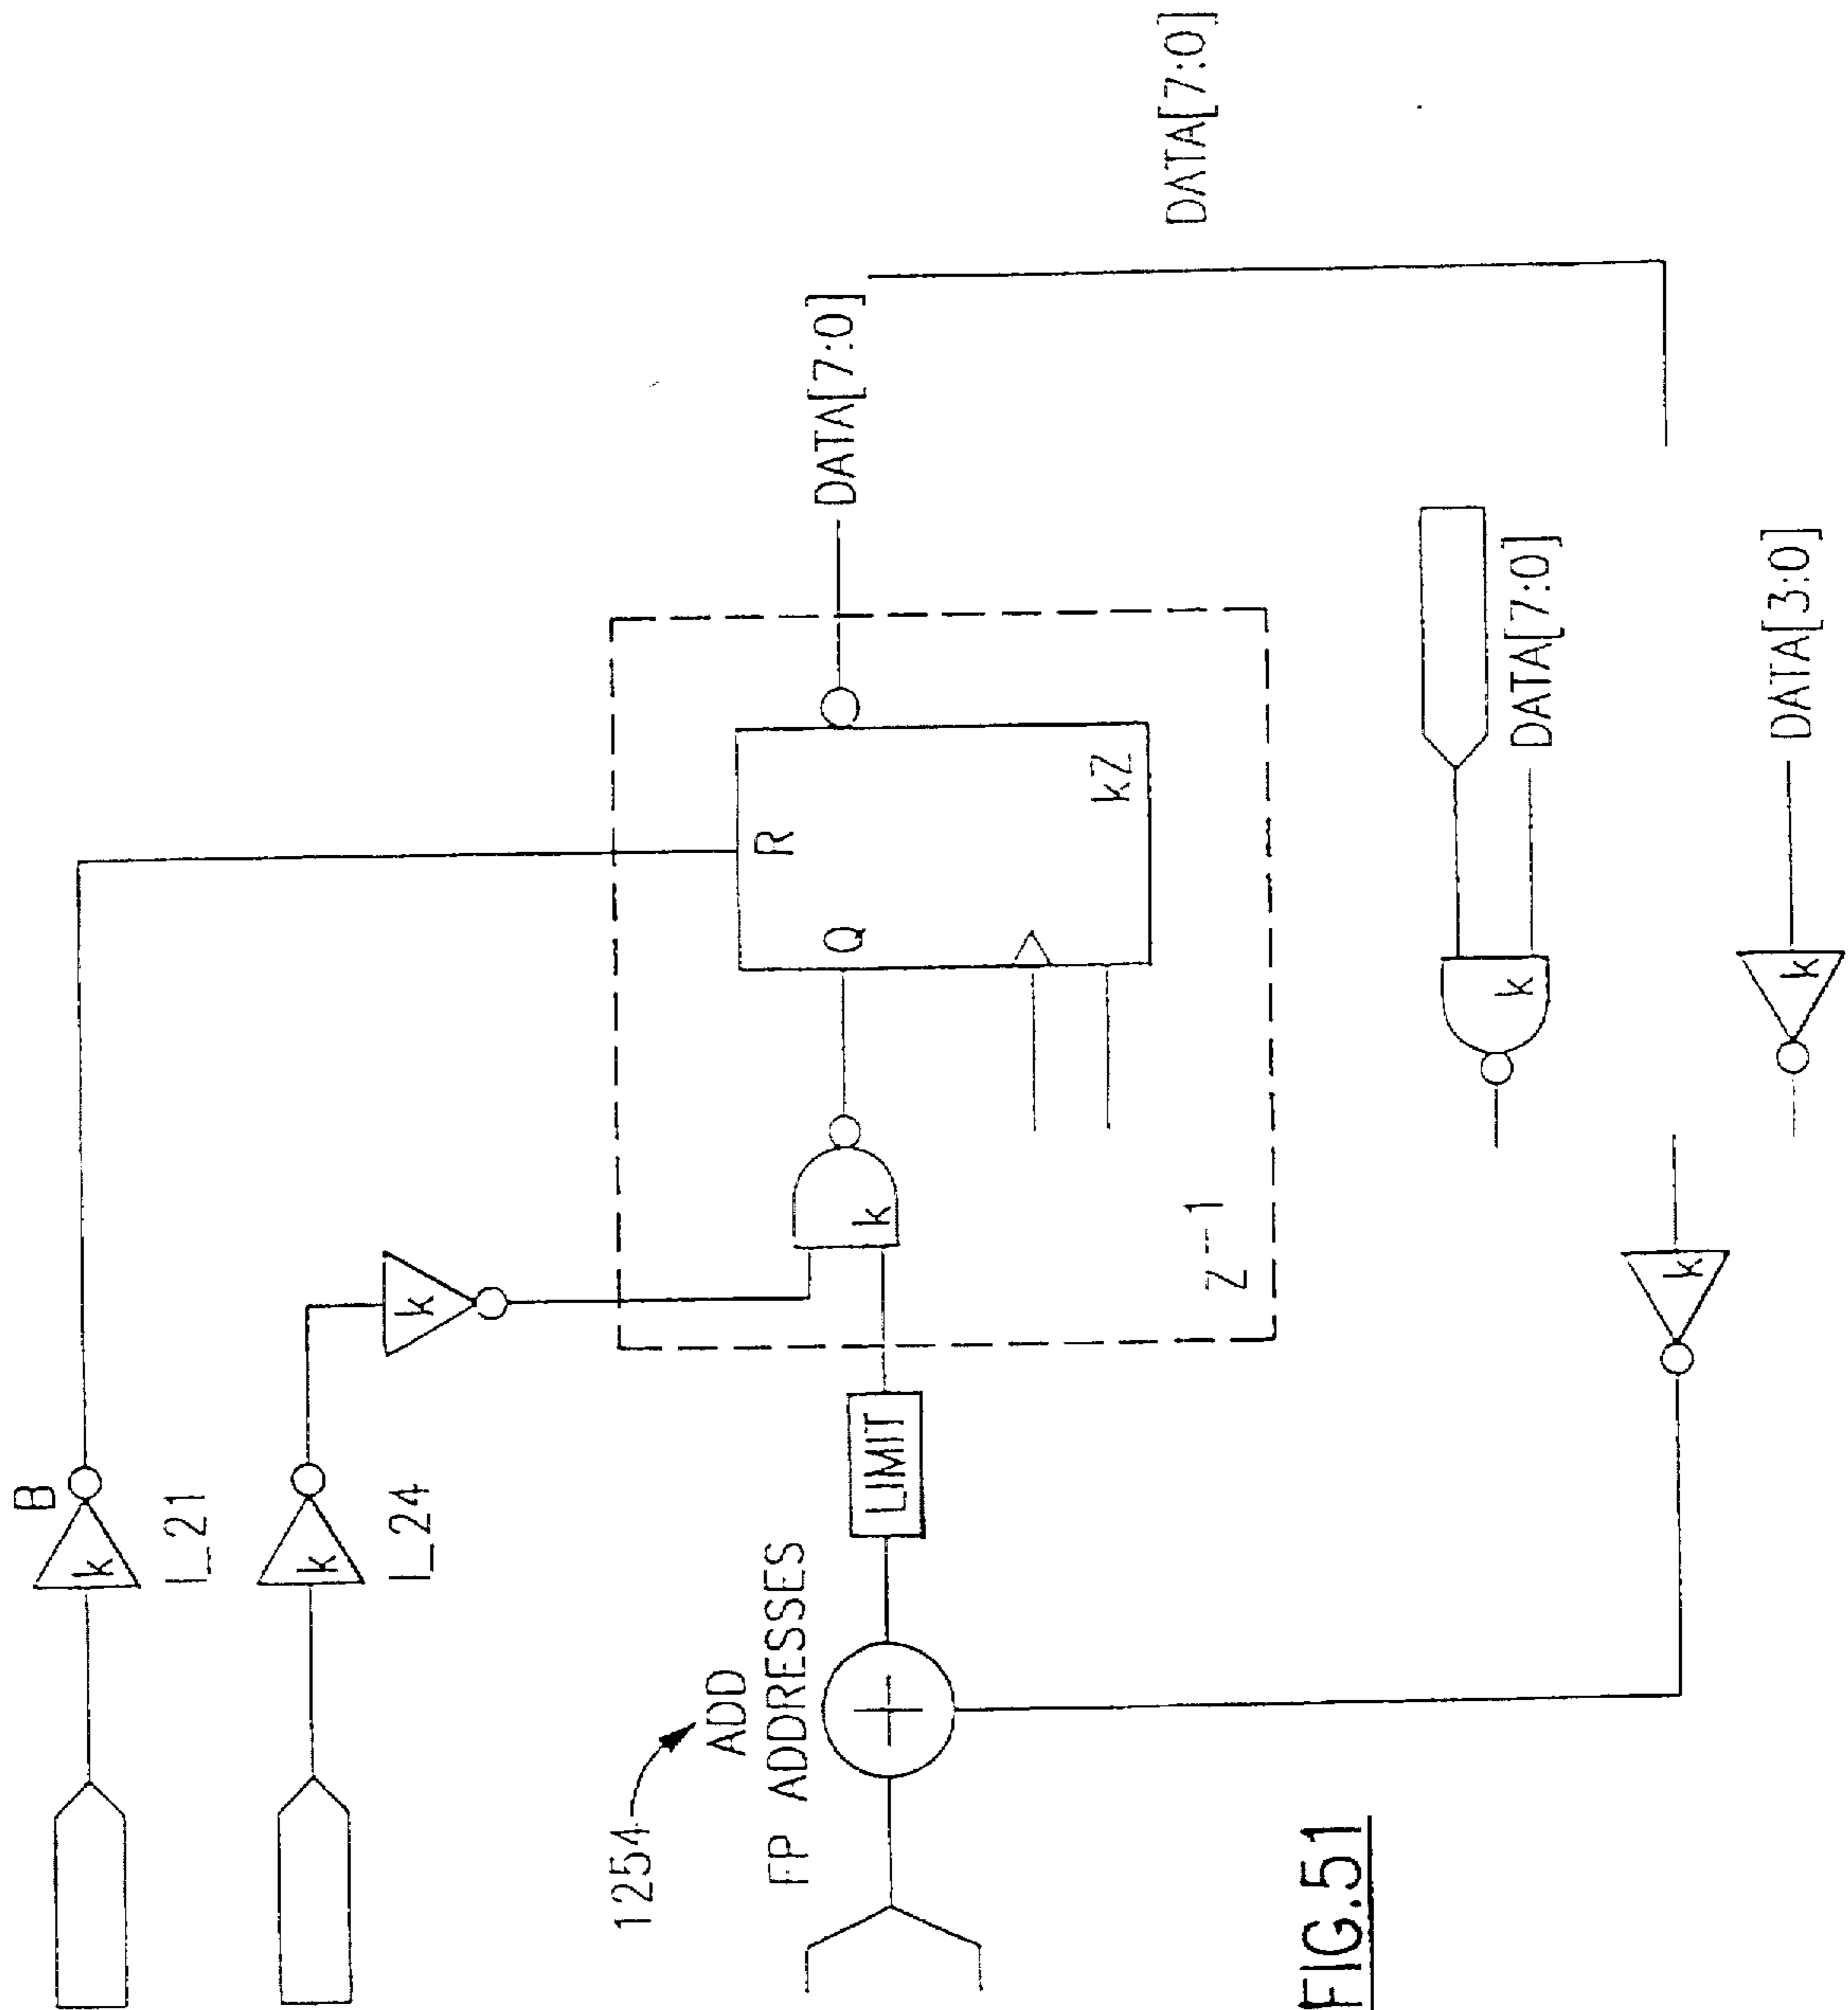 B
k
I_21
k
I_24
k
1254
ADD
FP ADDRESSES
LIMIT
k
Q
R
kZ
Z--1
DATA[7:0]
DATA[7:0]
k
DATA[7:0]
k
k
DATA[3:0]
FIG.51